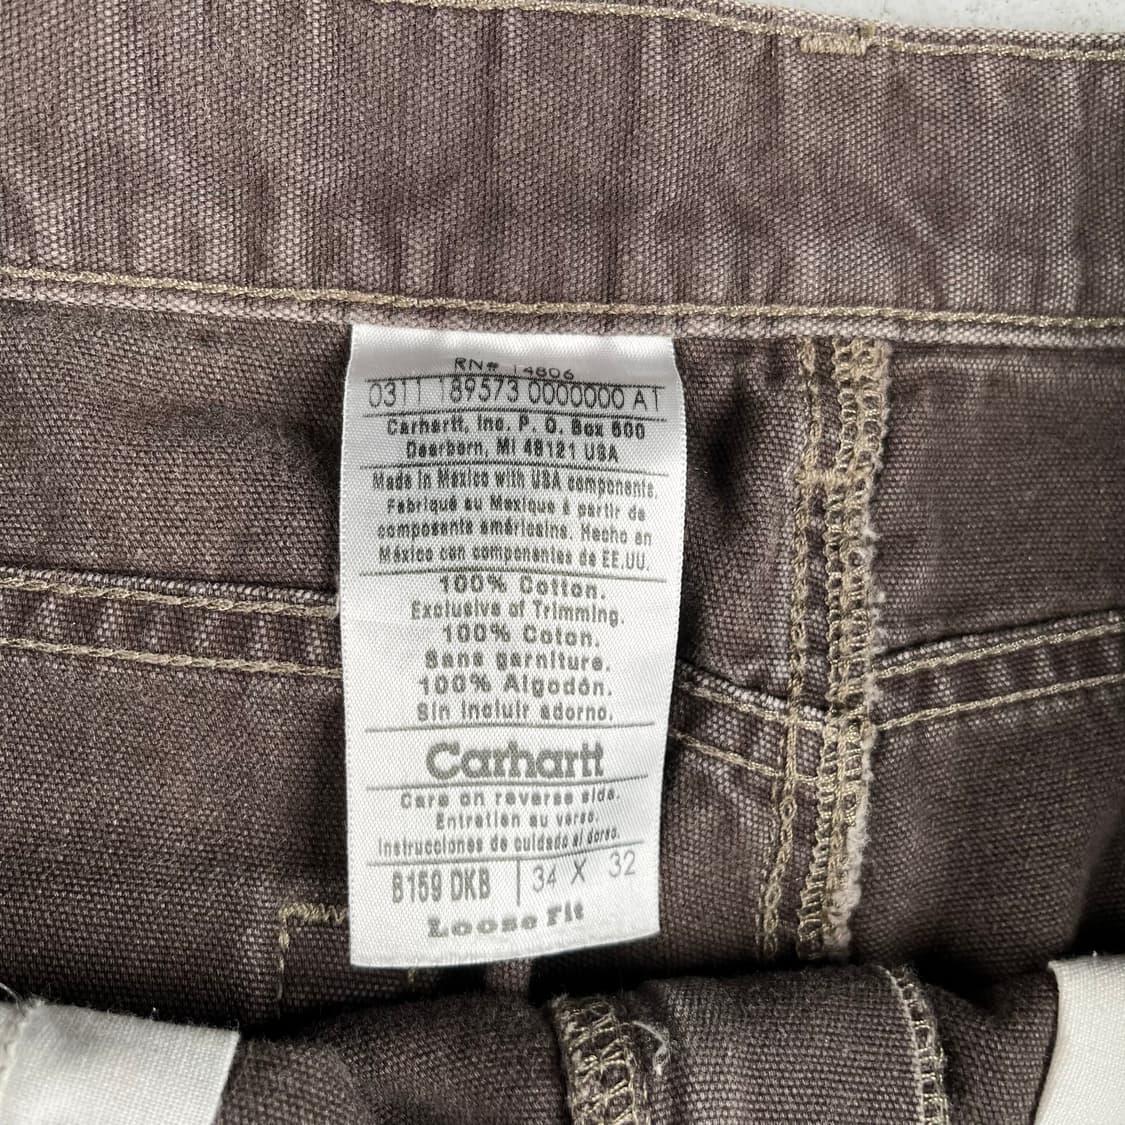 RN# 14806
0311 189573 0000000 A1
Carhartt, Inc. P. O. Box 600
Dearborn, MI 48121 USA
Made in Mexico with USA components.
Fabriqué au Mexique à partir de
composants américains. Hecho en
México con componentes de EE.UU.
100% Cotton.
Exclusive of Trimming.
100% Coton.
Sans garniture.
100% Algodón.
Sin incluir adorno.
Carhartt
Care on reverse side.
Entretien au verso.
Instrucciones de cuidado al dorso.
B159 DKB | 34 X 32
Loose Fit